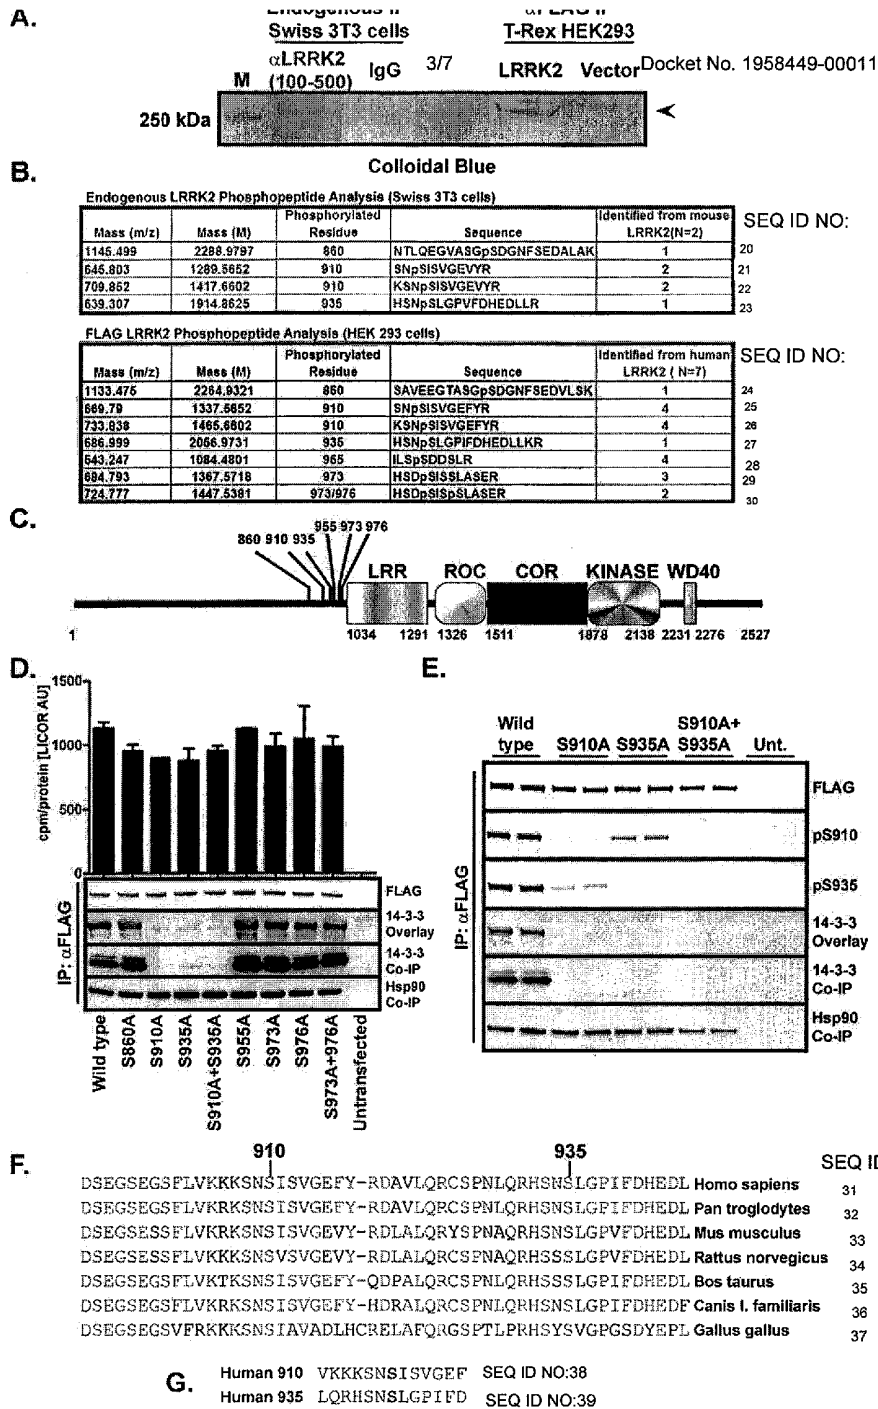 A.
Endogenous IP
αFLAG IP
Swiss 3T3 cells
T-Rex HEK293
M
αLRRK2 (100-500)
IgG
3/7
LRRK2
Vector
Docket No. 1958449-00011
250 kDa
Colloidal Blue
B.
Endogenous LRRK2 Phosphopeptide Analysis (Swiss 3T3 cells)
Mass (m/z) Mass (M) Phosphorylated Residue Sequence Identified from mouse LRRK2(N=2) SEQ ID NO:
1145.499 2288.9797 860 NTLQEGVASGpSDGNFSEDALAK 1 20
645.803 1289.5652 910 SNpSISVGEVYR 2 21
709.852 1417.6602 910 KSNpSISVGEVYR 2 22
639.307 1914.8625 935 HSNpSLGPVFDHEDLLR 1 23
FLAG LRRK2 Phosphopeptide Analysis (HEK 293 cells)
Mass (m/z) Mass (M) Phosphorylated Residue Sequence Identified from human LRRK2 ( N=7) SEQ ID NO:
1133.475 2264.9321 860 SAVEEGTASGpSDGNFSEDVLSK 1 24
669.79 1337.5652 910 SNpSISVGEFYR 4 25
733.838 1465.6602 910 KSNpSISVGEFYR 4 26
686.999 2056.9731 935 HSNpSLGPIFDHEDLLKR 1 27
543.247 1084.4801 955 ILSpSDDSLR 4 28
684.793 1367.5718 973 HSDpSISSLASER 3 29
724.777 1447.5381 973/976 HSDpSISpSLASER 2 30
C.
860 910 935 955 973 976
LRR ROC COR KINASE WD40
1 1034 1291 1326 1511 1878 2138 2231 2276 2527
D.
cpm/protein [LICOR AU]
1500
1000
500
0
IP: αFLAG
FLAG
14-3-3 Overlay
14-3-3 Co-IP
Hsp90 Co-IP
Wild type
S860A
S910A
S935A
S910A+S935A
S955A
S973A
S976A
S973A+976A
Untransfected
E.
Wild type S910A S935A S910A+ S935A Unt.
IP: αFLAG
FLAG
pS910
pS935
14-3-3 Overlay
14-3-3 Co-IP
Hsp90 Co-IP
F.
910 935 SEQ ID
DSEGSEGSFLVKKKSNSISVGEFY-RDAVLQRCSPNLQRHSNSLGPIFDHEDL Homo sapiens 31
DSEGSEGSFLVKRKSNSISVGEFY-RDAVLQRCSPNLQRHSNSLGPIFDHEDL Pan troglodytes 32
DSEGSESSFLVKRKSNSISVGEVY-RDLALQRYSPNAQRHSNSLGPVFDHEDL Mus musculus 33
DSEGSESSFLVKRKSNSVSVGEVY-RDLALQRCSPNAQRHSSSLGPVFDHEDL Rattus norvegicus 34
DSEGSEGSFLVKTKSNSISVGEFY-QDPALQRCSPNLQRHSSSLGPIFDHEDL Bos taurus 35
DSEGSEGSFLVKRKSNSISVGEFY-HDRALQRCSPNLQRHSNSLGPIFDHEDF Canis l. familiaris 36
DSEGSEGSVFRKKKKSNSIAVADLHCRELAFQRGSPTLPRHSYSVGPGSDYEPL Gallus gallus 37
G.
Human 910 VKKKSNSISVGEF SEQ ID NO:38
Human 935 LQRHSNSLGPIFD SEQ ID NO:39